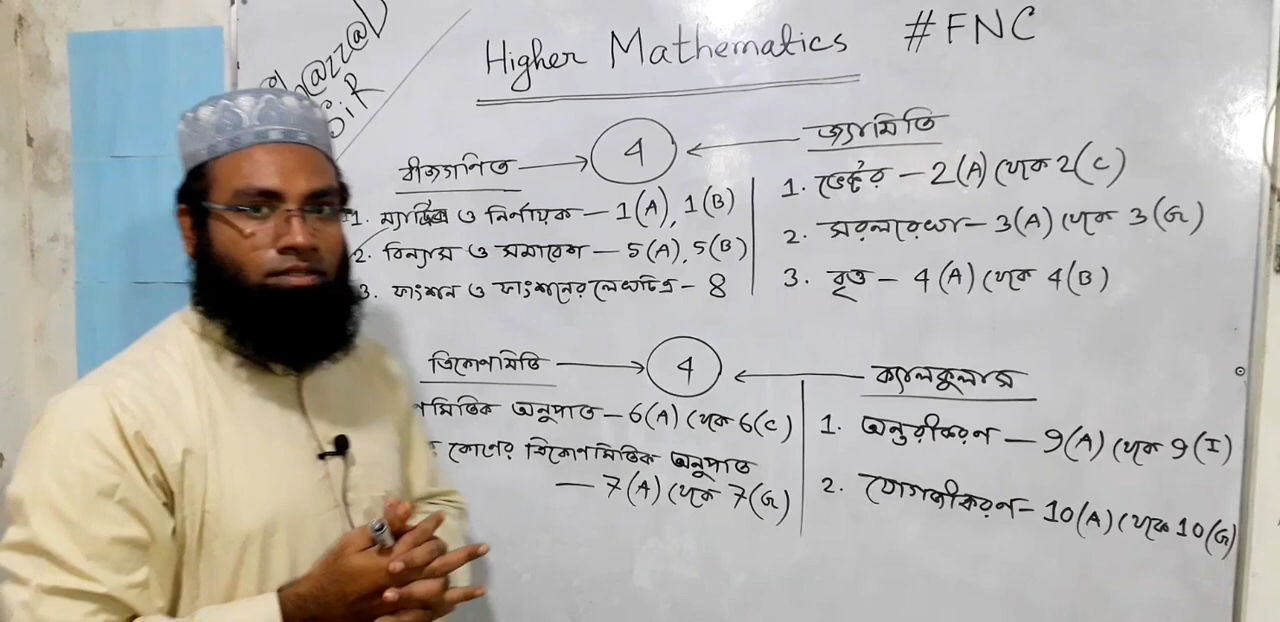 @zz@D
SiR
Higher Mathematics #FNC
বীজগণিত → 4 ← জ্যামিতি
1. ম্যাট্রিক্স ও নির্ণায়ক – 1(A), 1(B)
2. বিন্যাস ও সমাবেশ – 5(A), 5(B)
3. ফাংশন ও ফাংশনের লেখচিত্র – 8
1. ভেক্টর – 2(A) থেকে 2(C)
2. সরলরেখা – 3(A) থেকে 3(G)
3. বৃত্ত – 4(A) থেকে 4(B)
ত্রিকোণমিতি → 4 ← ক্যালকুলাস
মিতিক অনুপাত – 6(A) থেকে 6(C)
কোণের ত্রিকোণমিতিক অনুপাত
– 7(A) থেকে 7(G)
1. অন্তরীকরণ – 9(A) থেকে 9(I)
2. যোগজীকরণ – 10(A) থেকে 10(G)